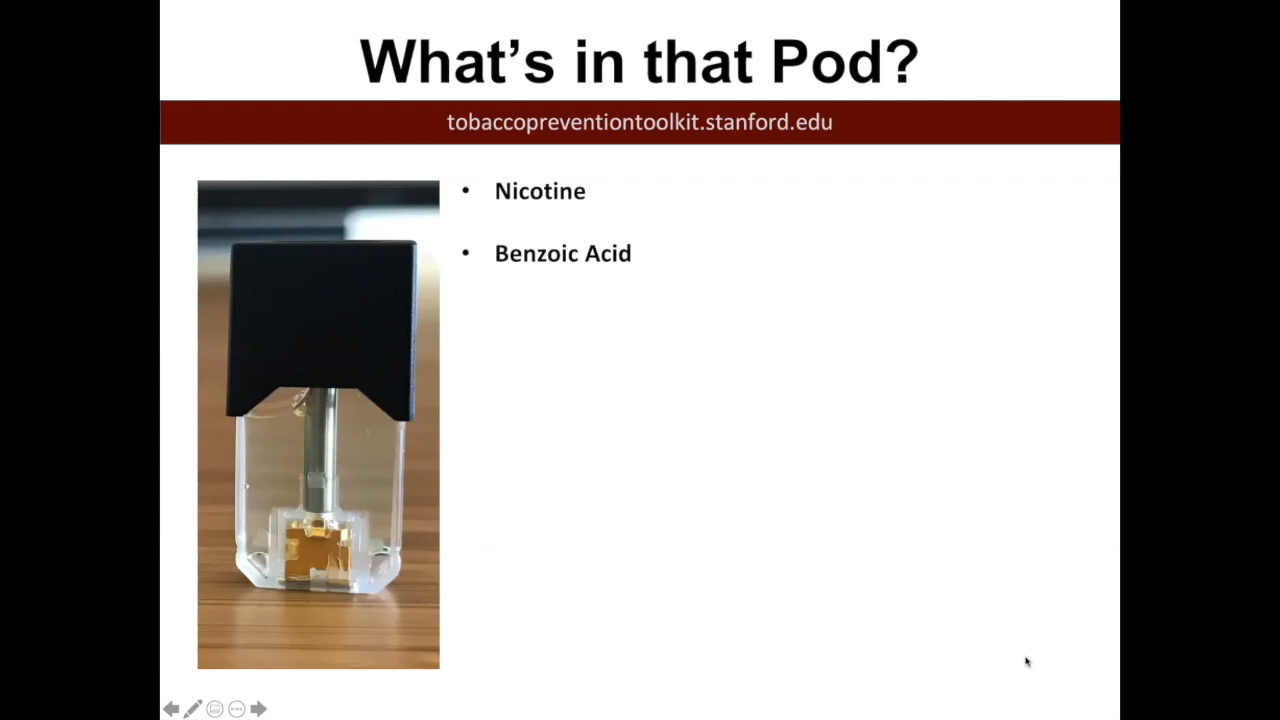 What's in that Pod?
tobaccopreventiontoolkit.stanford.edu
• Nicotine
• Benzoic Acid